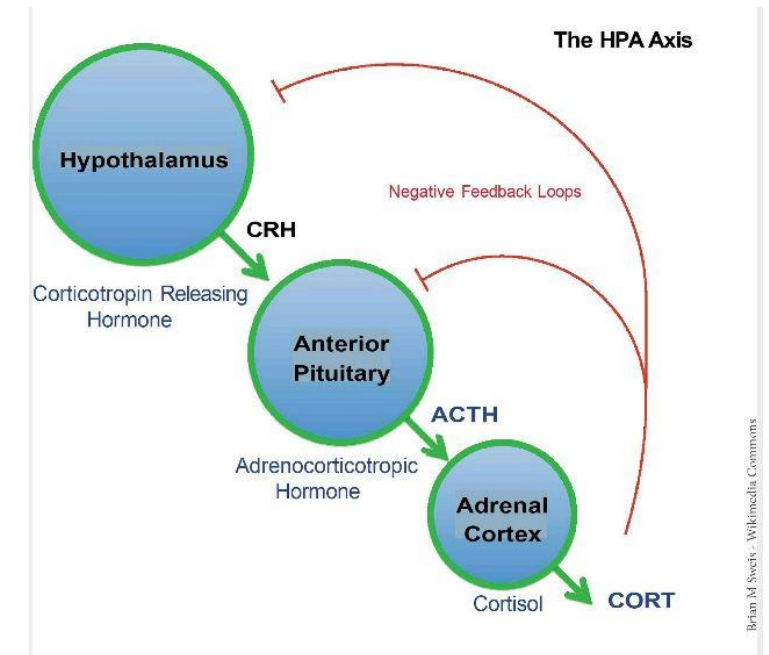 The HPA Axis
Hypothalamus
Negative Feedback Loops
CRH
Corticotropin Releasing
Hormone
Anterior
Pituitary
ACTH
Adrenocorticotropic
Hormone
Adrenal
Cortex
Cortisol
CORT
Brian M Sweis - Wikimedia Commons